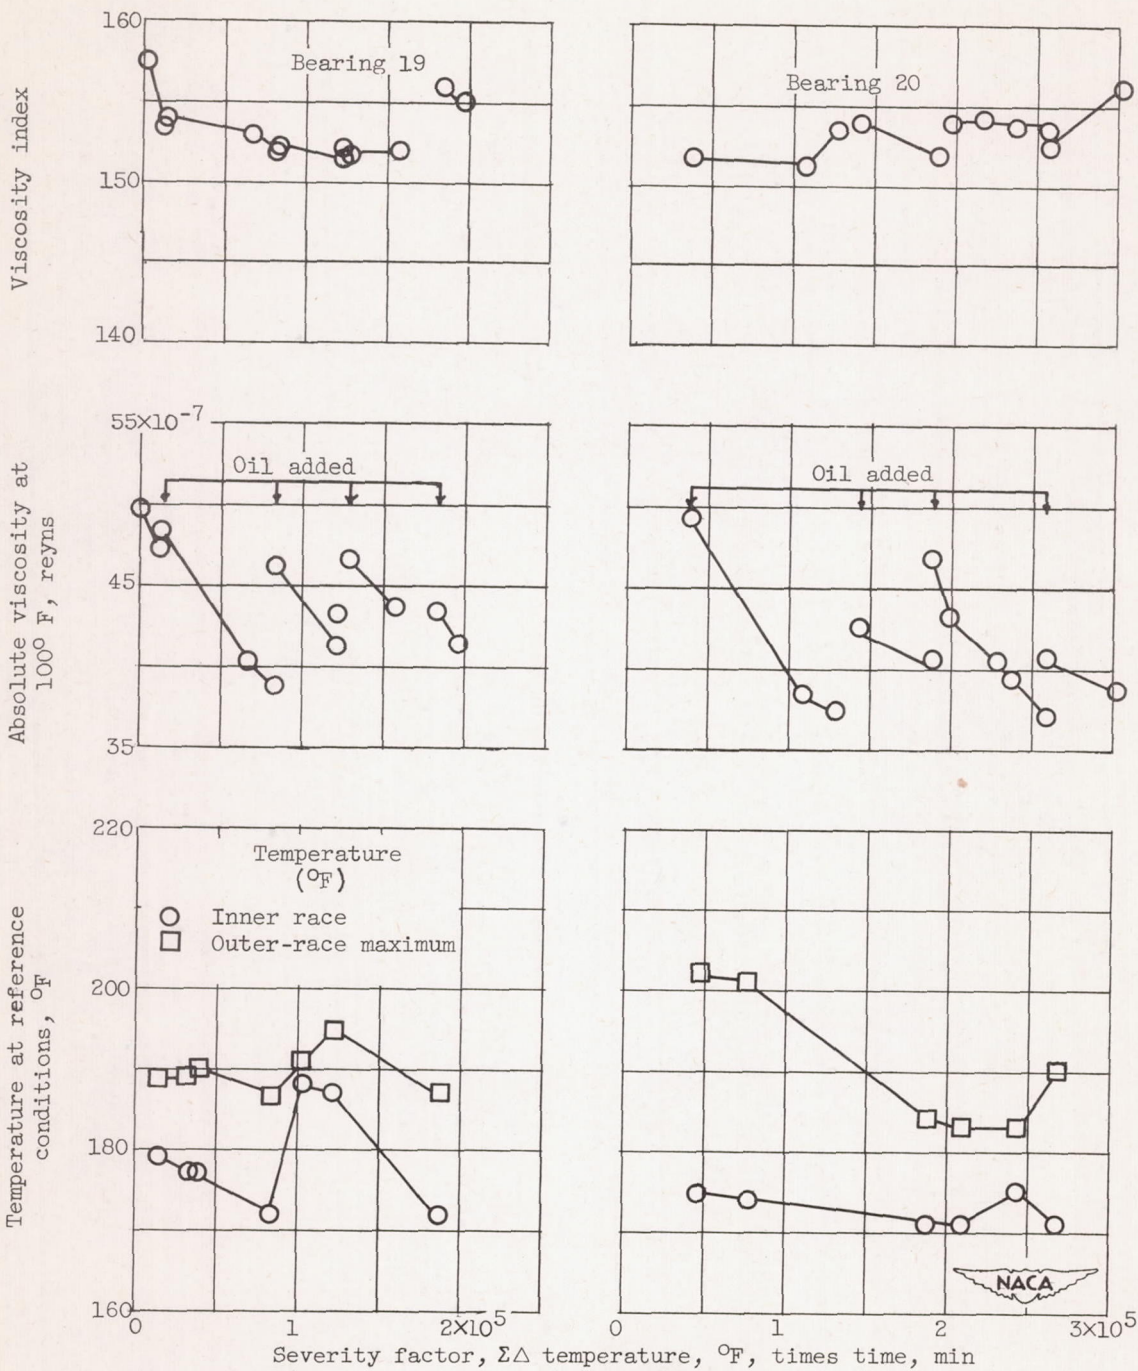 160
Bearing 19
Bearing 20
Viscosity index
150
140
55×10⁻⁷
Oil added
Oil added
Absolute viscosity at
100° F, reyns
45
35
220
Temperature
(°F)
Inner race
Outer-race maximum
Temperature at reference
conditions, °F
200
180
160
NACA
0 1 2×10⁵
0 1 2 3×10⁵
Severity factor, Σ∆ temperature, °F, times time, min